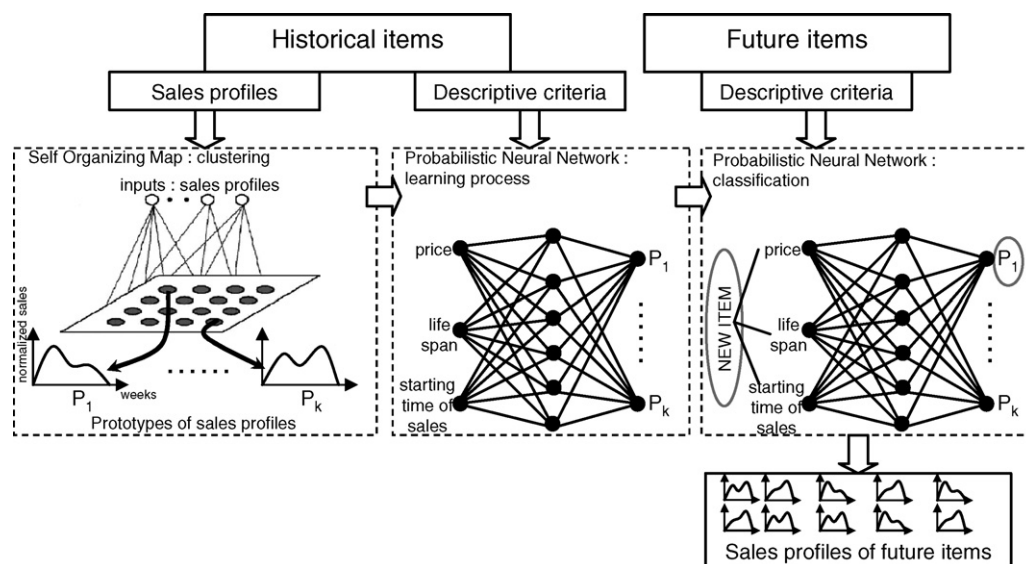 Historical items
Future items
Sales profiles
Descriptive criteria
Descriptive criteria
Self Organizing Map : clustering
inputs : sales profiles
normalized sales
P1
weeks
Pk
Prototypes of sales profiles
Probabilistic Neural Network :
learning process
price
life
span
starting
time of
sales
P1
Pk
Probabilistic Neural Network :
classification
NEW ITEM
price
life
span
starting
time of
sales
P1
Pk
Sales profiles of future items